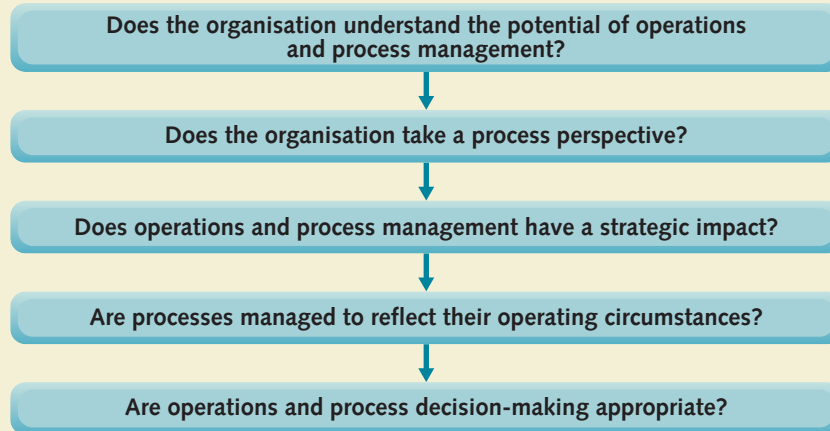 Does the organisation understand the potential of operations
and process management?
Does the organisation take a process perspective?
Does operations and process management have a strategic impact?
Are processes managed to reflect their operating circumstances?
Are operations and process decision-making appropriate?